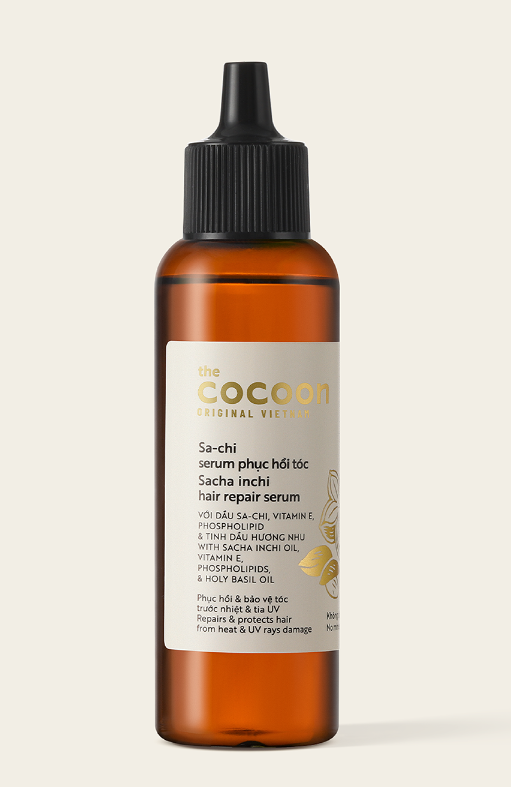 the
cocoon
ORIGINAL VIETNAM
Sa-chi
serum phục hồi tóc
Sacha inchi
hair repair serum
VỚI DẦU SA-CHI, VITAMIN E,
PHOSPHOLIPID
& TINH DẦU HƯƠNG NHU
WITH SACHA INCHI OIL,
VITAMIN E,
PHOSPHOLIPIDS,
& HOLY BASIL OIL
Phục hồi & bảo vệ tóc
trước nhiệt & tia UV
Repairs & protects hair
from heat & UV rays damage
Không